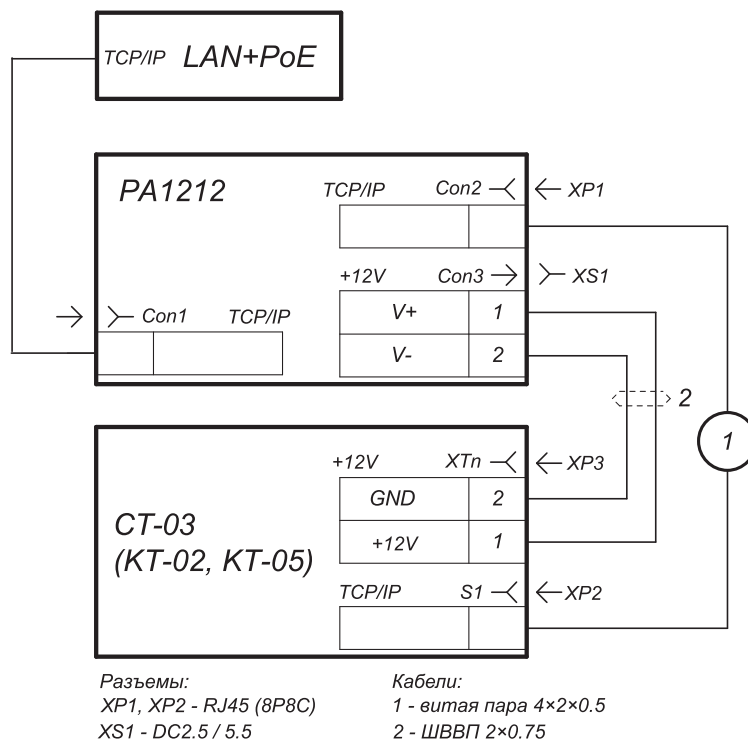 TCP/IP LAN+PoE
PA1212
TCP/IP Con2 XP1
+12V Con3 XS1
V+ 1
V- 2
Con1 TCP/IP
2
1
CT-03
(KT-02, KT-05)
+12V XTn XP3
GND 2
+12V 1
TCP/IP S1 XP2
Разъемы:
XP1, XP2 - RJ45 (8P8C)
XS1 - DC2.5 / 5.5
Кабели:
1 - витая пара 4×2×0.5
2 - ШВВП 2×0.75